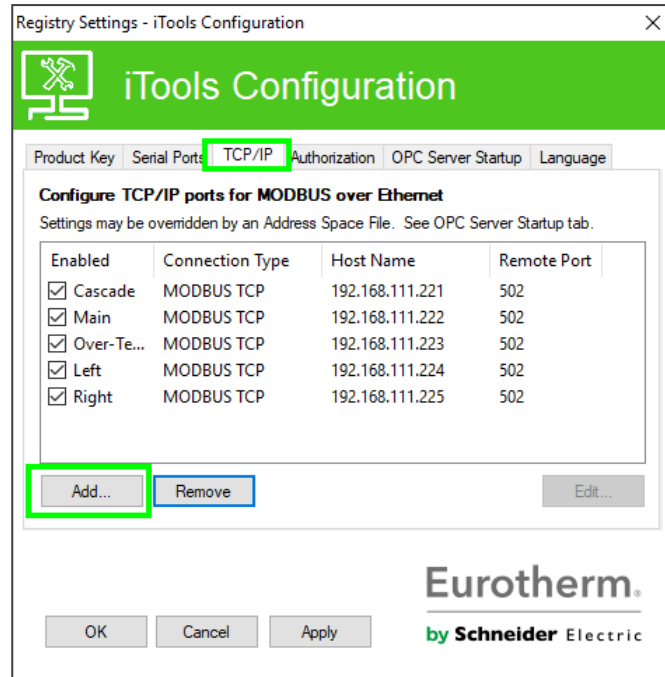 Registry Settings - iTools Configuration
iTools Configuration
Product Key Serial Ports TCP/IP Authorization OPC Server Startup Language
Configure TCP/IP ports for MODBUS over Ethernet
Settings may be overridden by an Address Space File. See OPC Server Startup tab.
Enabled Connection Type Host Name Remote Port
Cascade MODBUS TCP 192.168.111.221 502
Main MODBUS TCP 192.168.111.222 502
Over-Te... MODBUS TCP 192.168.111.223 502
Left MODBUS TCP 192.168.111.224 502
Right MODBUS TCP 192.168.111.225 502
Add... Remove Edit...
Eurotherm.
OK Cancel Apply by Schneider Electric